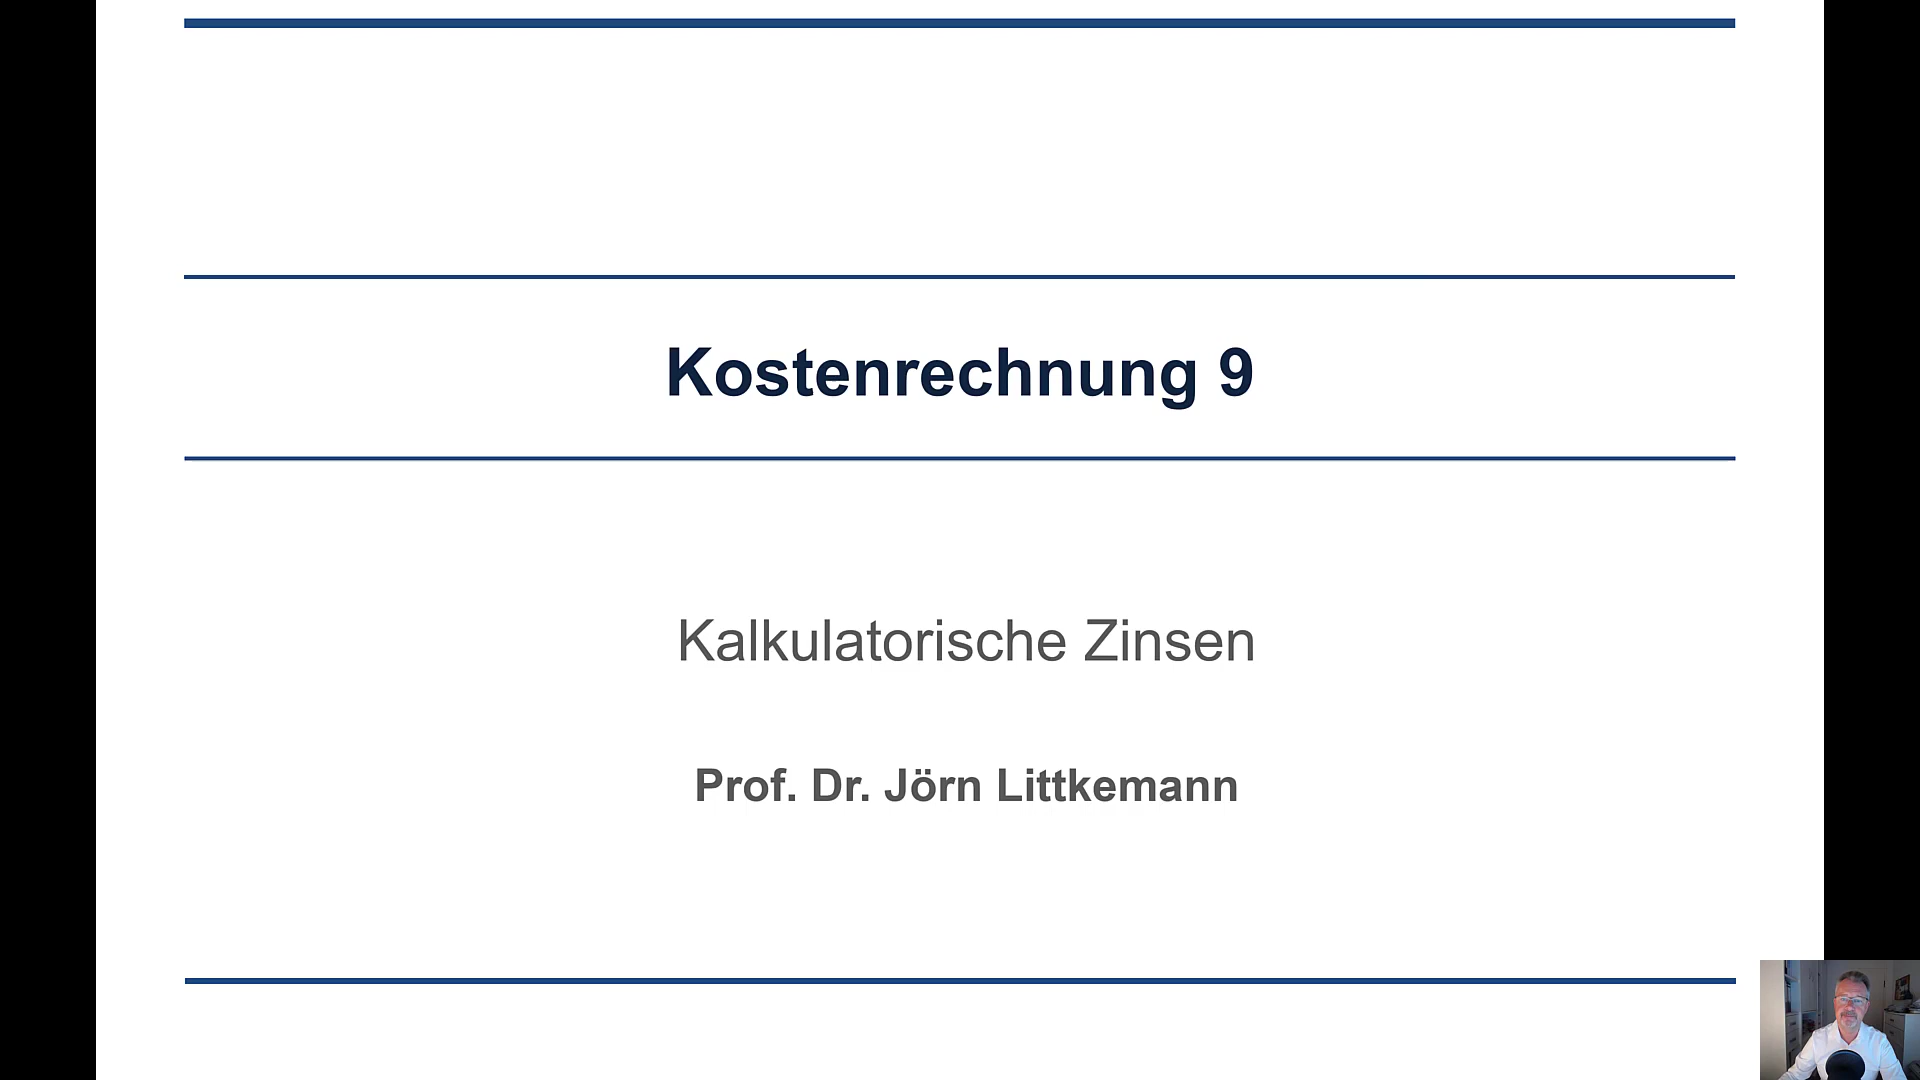 Kostenrechnung 9
Kalkulatorische Zinsen
Prof. Dr. Jörn Littkemann